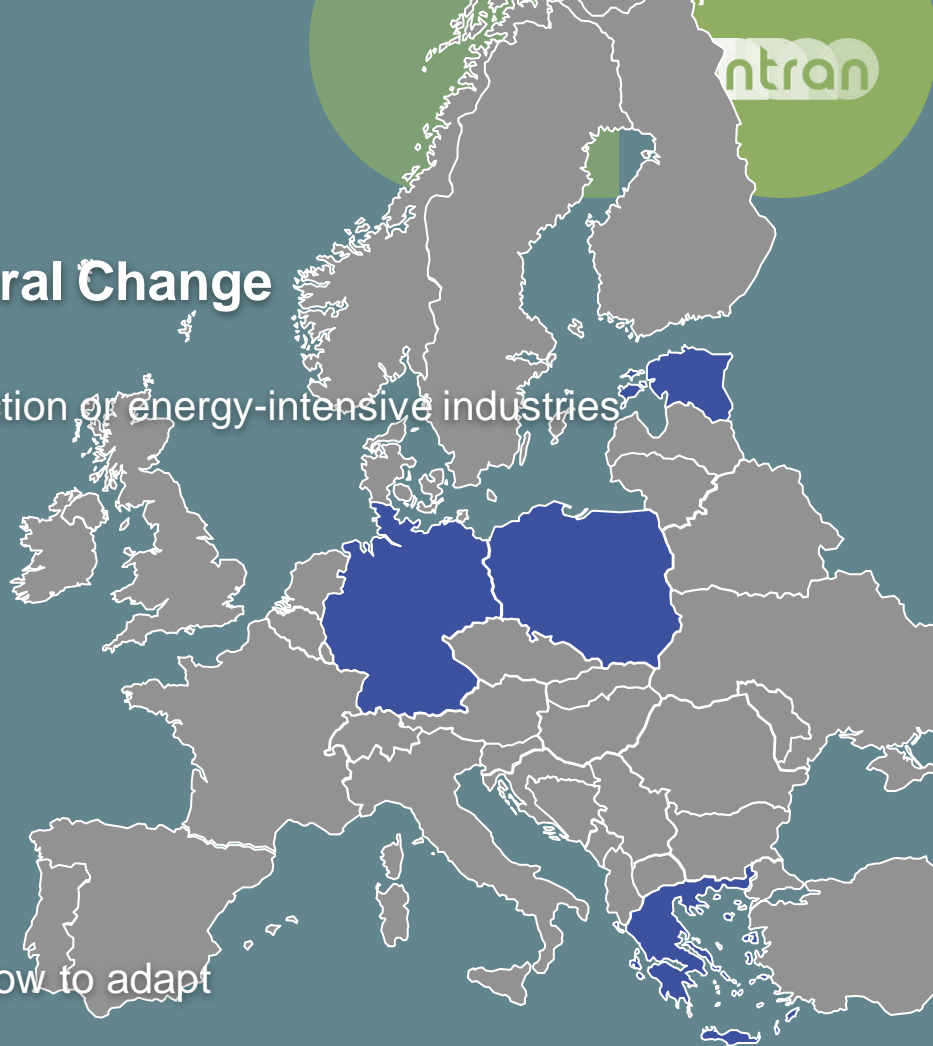 ntran
ral Change
tion or energy-intensive industries
ow to adapt